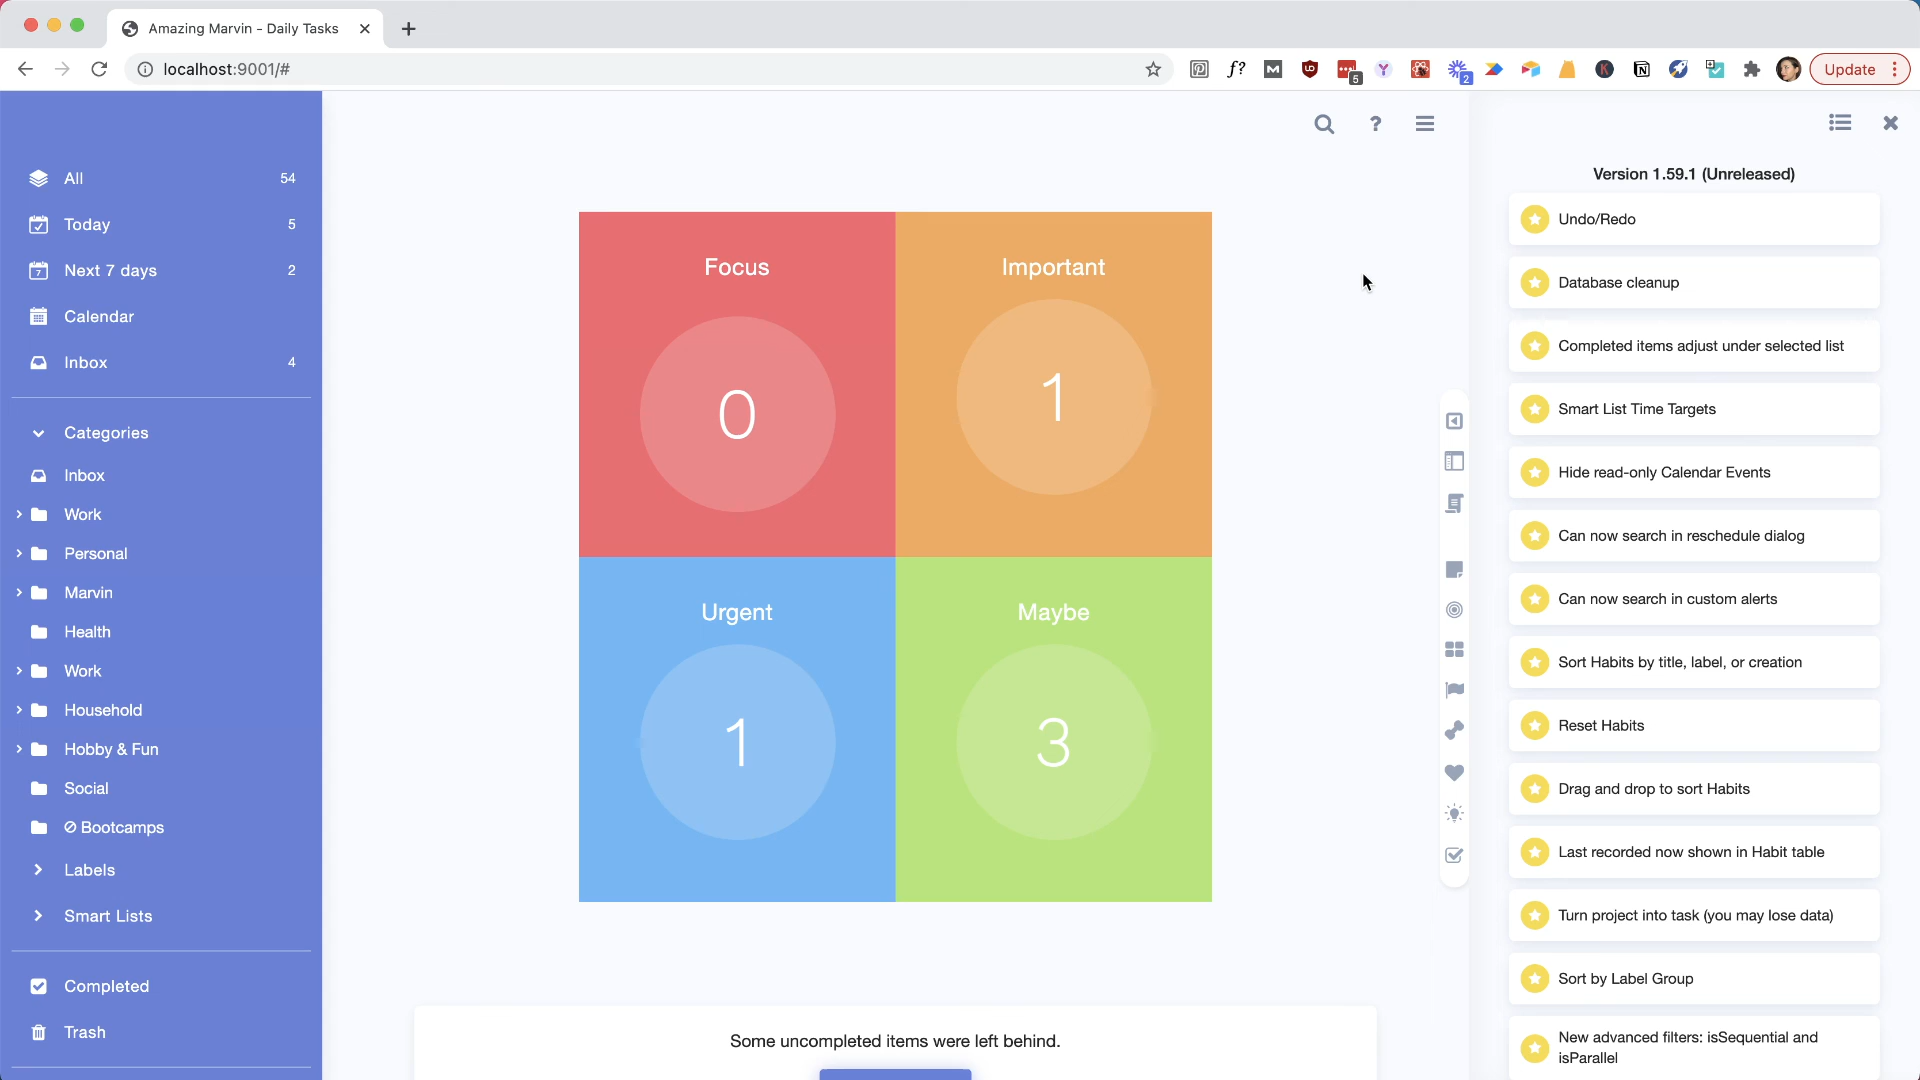 Amazing Marvin - Daily Tasks
localhost:9001/#
5
2
Update
All 54
Today 5
7 Next 7 days 2
Calendar
Inbox 4
Categories
Inbox
Work
Personal
Marvin
Health
Work
Household
Hobby & Fun
Social
Bootcamps
Labels
Smart Lists
Completed
Trash
?
Focus
0
Important
1
Urgent
1
Maybe
3
Some uncompleted items were left behind.
Version 1.59.1 (Unreleased)
Undo/Redo
Database cleanup
Completed items adjust under selected list
Smart List Time Targets
Hide read-only Calendar Events
Can now search in reschedule dialog
Can now search in custom alerts
Sort Habits by title, label, or creation
Reset Habits
Drag and drop to sort Habits
Last recorded now shown in Habit table
Turn project into task (you may lose data)
Sort by Label Group
New advanced filters: isSequential and
isParallel